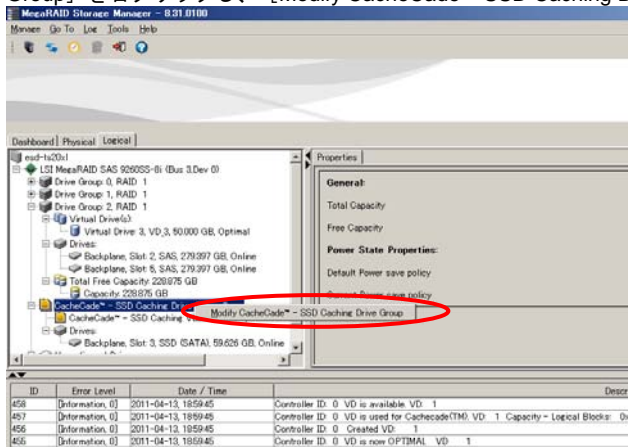 Group] を右クリックし、 [Modify CacheCade™ - SSD Caching D
MegaRAID Storage Manager - 8.31.0100
Manage Go To Log Tools Help
Dashboard Physical Logical
esd-ts20x1
LSI MegaRAID SAS 9260SS-8i (Bus 3,Dev 0)
Drive Group: 0, RAID 1
Drive Group: 1, RAID 1
Drive Group: 2, RAID 1
Virtual Drive(s):
Virtual Drive: 3, VD_3, 50.000 GB, Optimal
Drives:
Backplane, Slot: 2, SAS, 279.397 GB, Online
Backplane, Slot: 5, SAS, 279.397 GB, Online
Total Free Capacity: 228.875 GB
Capacity: 228.875 GB
CacheCade™ - SSD Caching Dri
CacheCade™ - SSD Caching
Drives:
Backplane, Slot: 3, SSD (SATA), 59.626 GB, Online
Modify CacheCade™ - SSD Caching Drive Group
Properties
General:
Total Capacity
Free Capacity
Power State Properties:
Default Power save policy
ID Error Level Date / Time Descr
458 [Information, 0] 2011-04-13, 18:59:45 Controller ID: 0 VD is available VD: 1
457 [Information, 0] 2011-04-13, 18:59:45 Controller ID: 0 VD is used for Cachecade(TM). VD: 1 Capacity - Logical Blocks: 0x
456 [Information, 0] 2011-04-13, 18:59:45 Controller ID: 0 Created VD: 1
455 [Information, 0] 2011-04-13, 18:59:45 Controller ID: 0 VD is now OPTIMAL VD 1